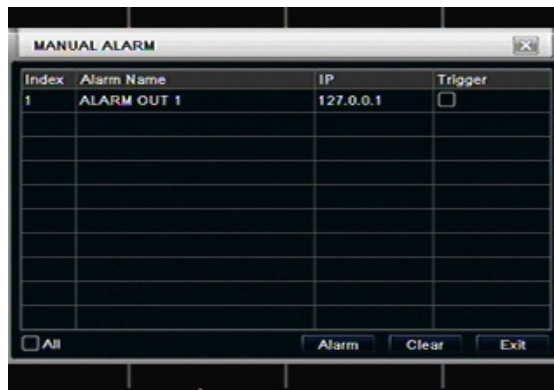 MANUAL ALARM
Index Alarm Name IP Trigger
1 ALARM OUT 1 127.0.0.1
All Alarm Clear Exit